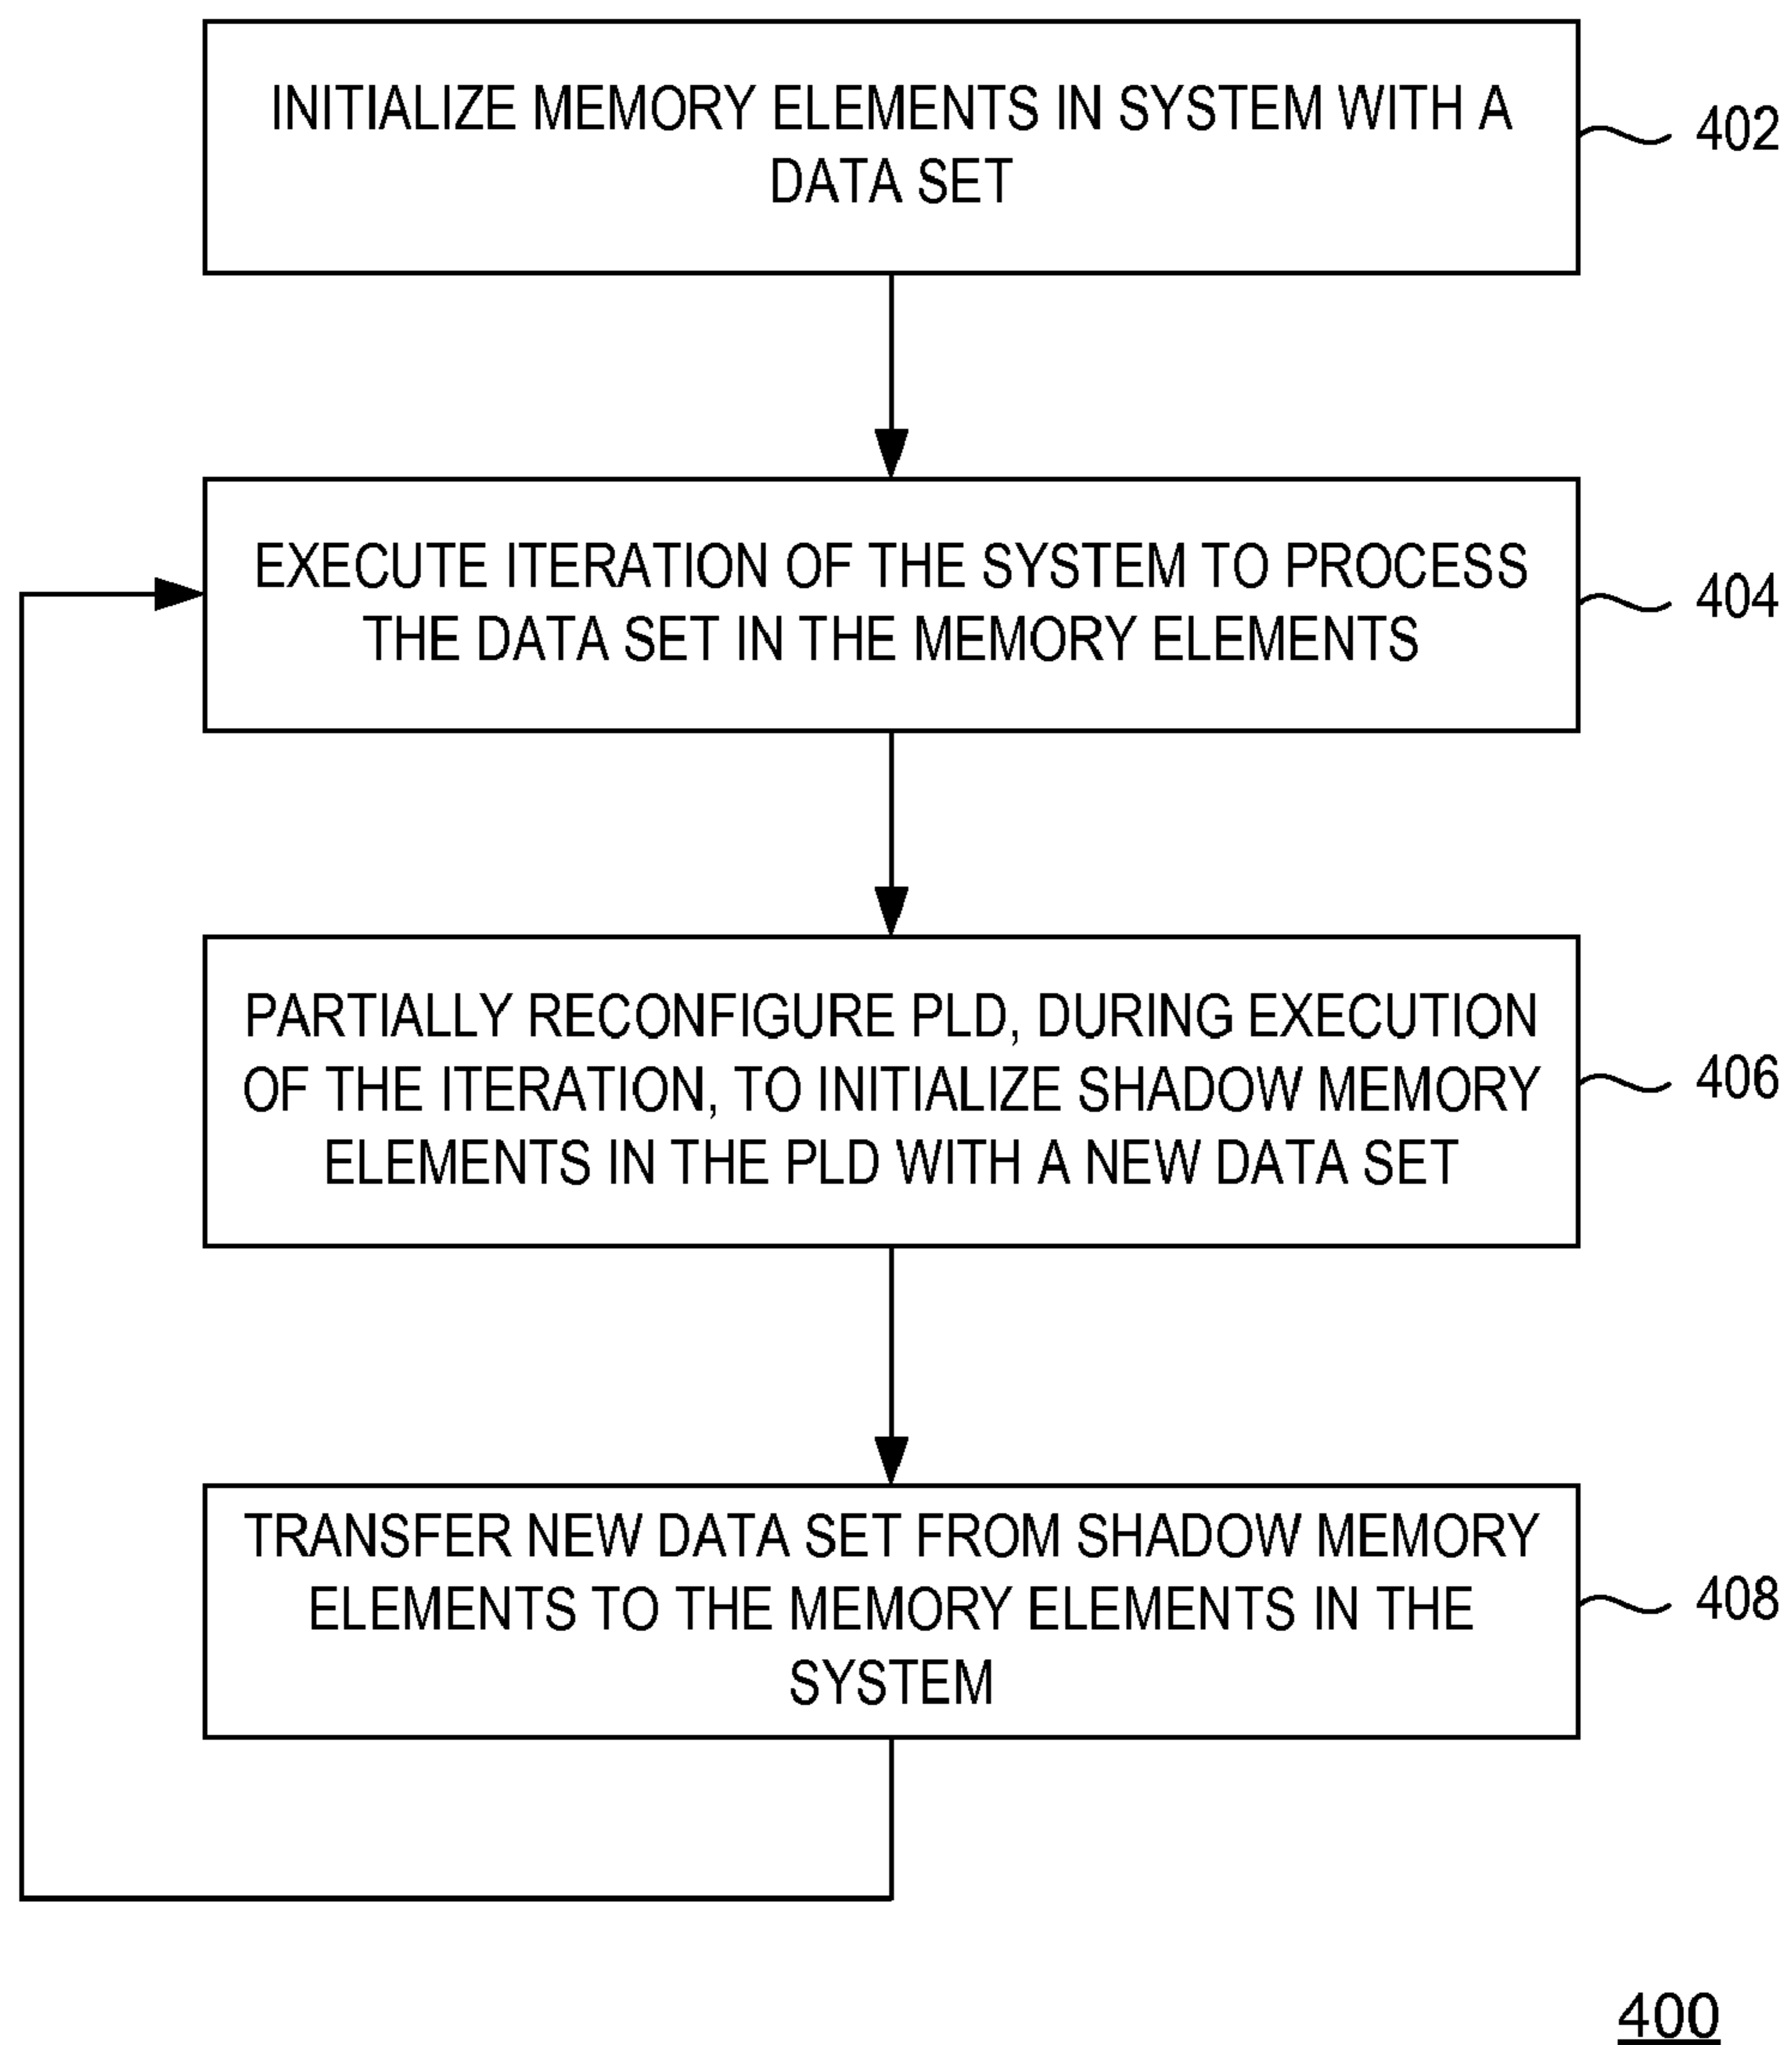 INITIALIZE MEMORY ELEMENTS IN SYSTEM WITH A
DATA SET
402
EXECUTE ITERATION OF THE SYSTEM TO PROCESS
THE DATA SET IN THE MEMORY ELEMENTS
404
PARTIALLY RECONFIGURE PLD, DURING EXECUTION
OF THE ITERATION, TO INITIALIZE SHADOW MEMORY
ELEMENTS IN THE PLD WITH A NEW DATA SET
406
TRANSFER NEW DATA SET FROM SHADOW MEMORY
ELEMENTS TO THE MEMORY ELEMENTS IN THE
SYSTEM
408
400